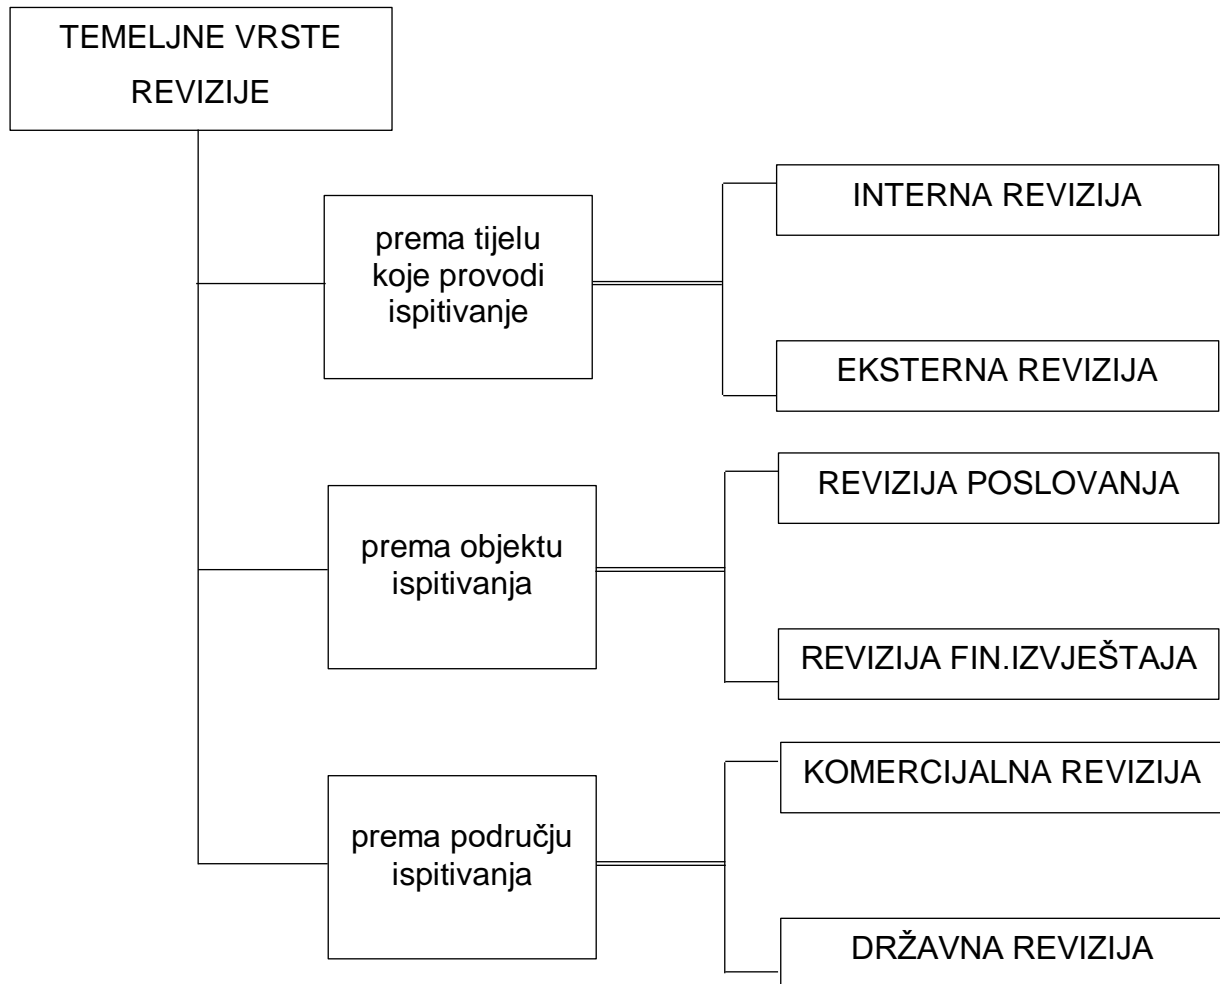 TEMELJNE VRSTE
REVIZIJE
prema tijelu
koje provodi
ispitivanje
INTERNA REVIZIJA
EKSTERNA REVIZIJA
prema objektu
ispitivanja
REVIZIJA POSLOVANJA
REVIZIJA FIN.IZVJEŠTAJA
prema području
ispitivanja
KOMERCIJALNA REVIZIJA
DRŽAVNA REVIZIJA